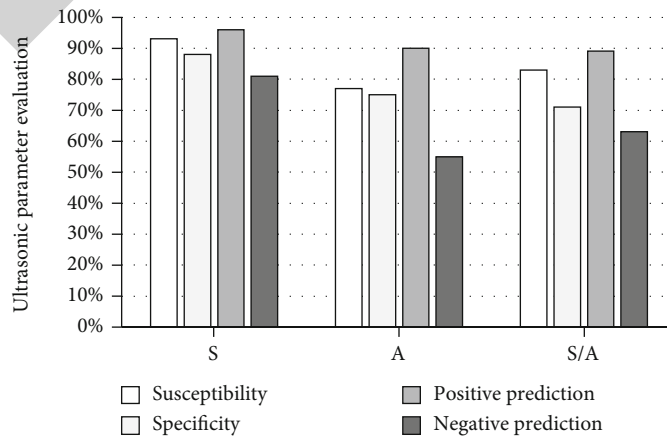 Ultrasonic parameter evaluation
100%
90%
80%
70%
60%
50%
40%
30%
20%
10%
0%
S A S/A
Susceptibility Positive prediction
Specificity Negative prediction